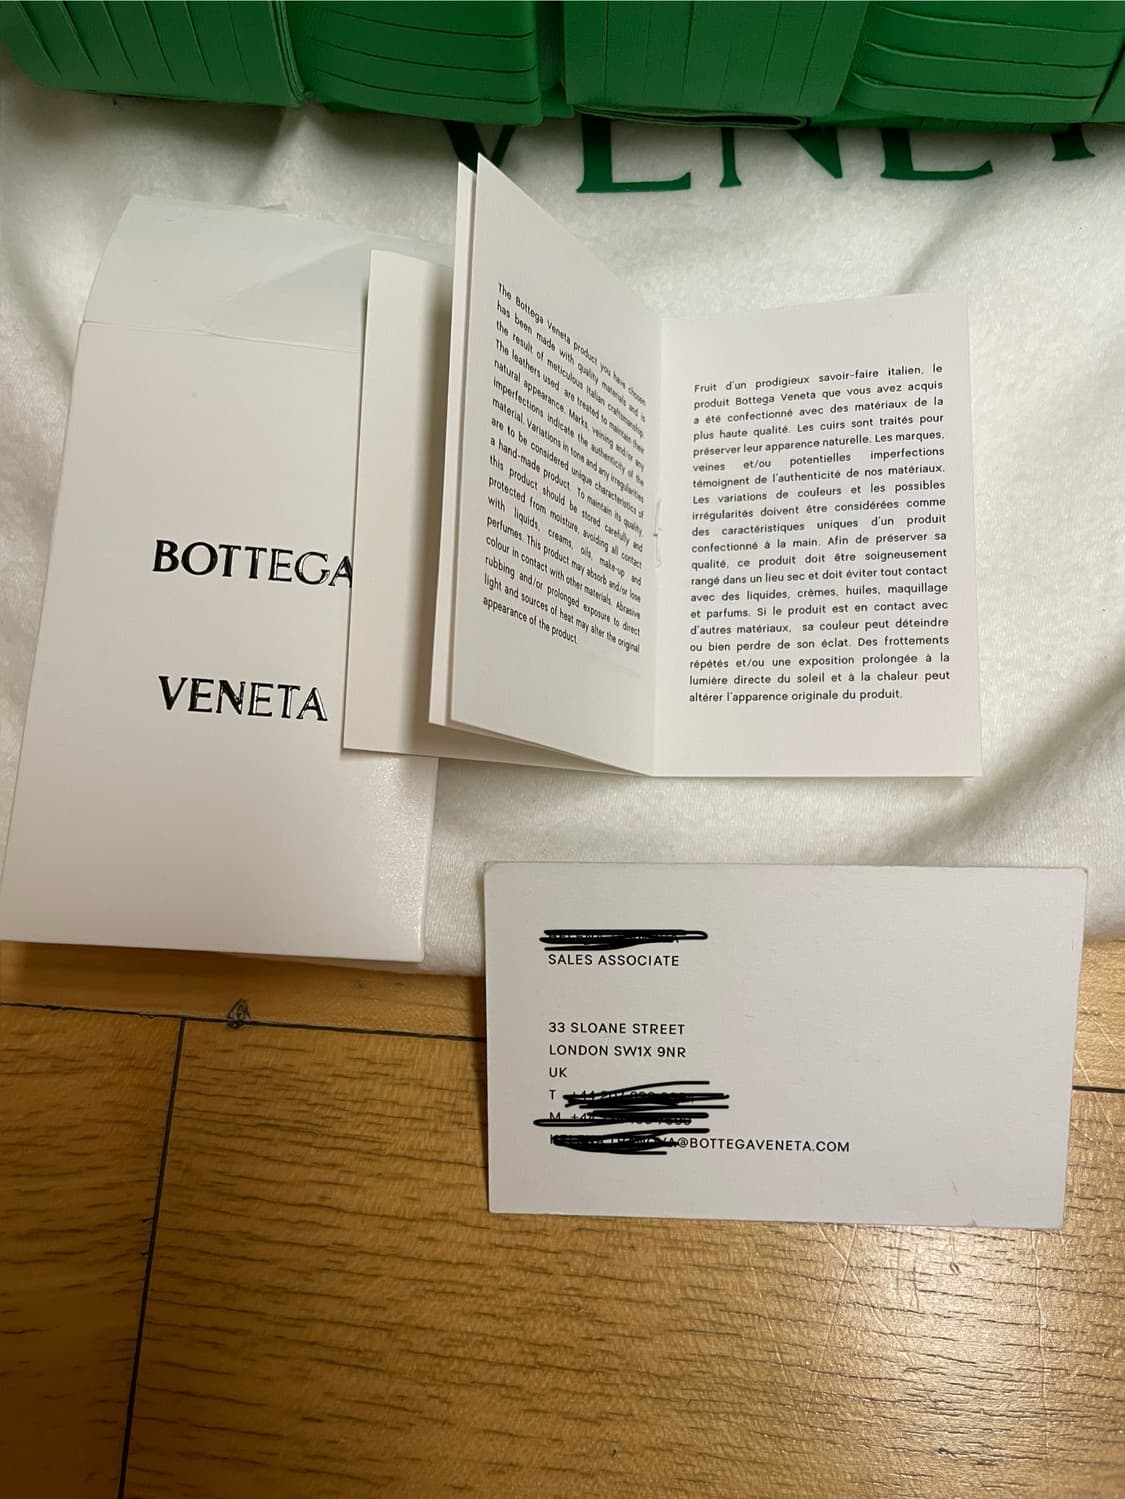 VENET
BOTTEGA
VENETA
The Bottega Veneta product you have chosen
has been made with quality materials and is
the result of meticulous Italian craftsmanship.
The leathers used are treated to maintain their
natural appearance. Marks, veining and/or any
imperfections indicate the authenticity of the
material. Variations in tone and any irregularities
are to be considered unique characteristics of
a hand-made product. To maintain its quality,
this product should be stored carefully and
protected from moisture, avoiding all contact
with liquids, creams, oils, make-up and
perfumes. This product may absorb and/or lose
colour in contact with other materials. Abrasive
rubbing and/or prolonged exposure to direct
light and sources of heat may alter the original
appearance of the product.
Fruit d'un prodigieux savoir-faire italien, le
produit Bottega Veneta que vous avez acquis
a été confectionné avec des matériaux de la
plus haute qualité. Les cuirs sont traités pour
préserver leur apparence naturelle. Les marques,
veines et/ou potentielles imperfections
témoignent de l'authenticité de nos matériaux.
Les variations de couleurs et les possibles
irrégularités doivent être considérées comme
des caractéristiques uniques d'un produit
confectionné à la main. Afin de préserver sa
qualité, ce produit doit être soigneusement
rangé dans un lieu sec et doit éviter tout contact
avec des liquides, crèmes, huiles, maquillage
et parfums. Si le produit est en contact avec
d'autres matériaux, sa couleur peut déteindre
ou bien perdre de son éclat. Des frottements
répétés et/ou une exposition prolongée à la
lumière directe du soleil et à la chaleur peut
altérer l'apparence originale du produit.
SALES ASSOCIATE
33 SLOANE STREET
LONDON SW1X 9NR
UK
T
M
@BOTTEGAVENETA.COM